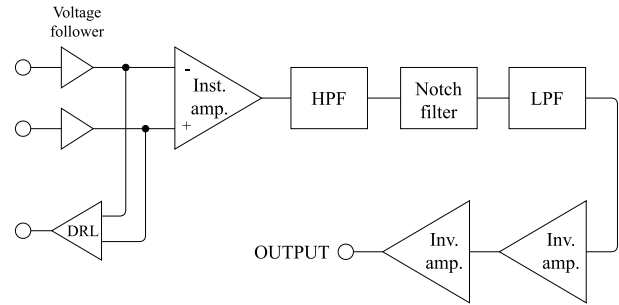 Voltage
follower
-
Inst.
amp.
+
HPF
Notch
filter
LPF
DRL
OUTPUT
Inv.
amp.
Inv.
amp.